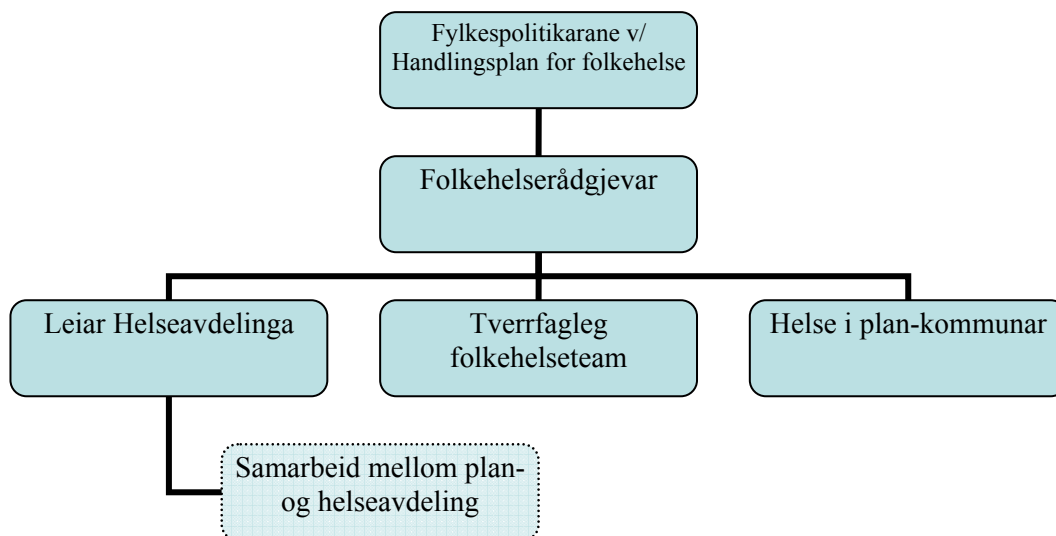 Fylkespolitikarane v/
Handlingsplan for folkehelse
Folkehelserådgjevar
Leiar Helseavdelinga
Tverrfagleg
folkehelseteam
Helse i plan-kommunar
Samarbeid mellom plan-
og helseavdeling